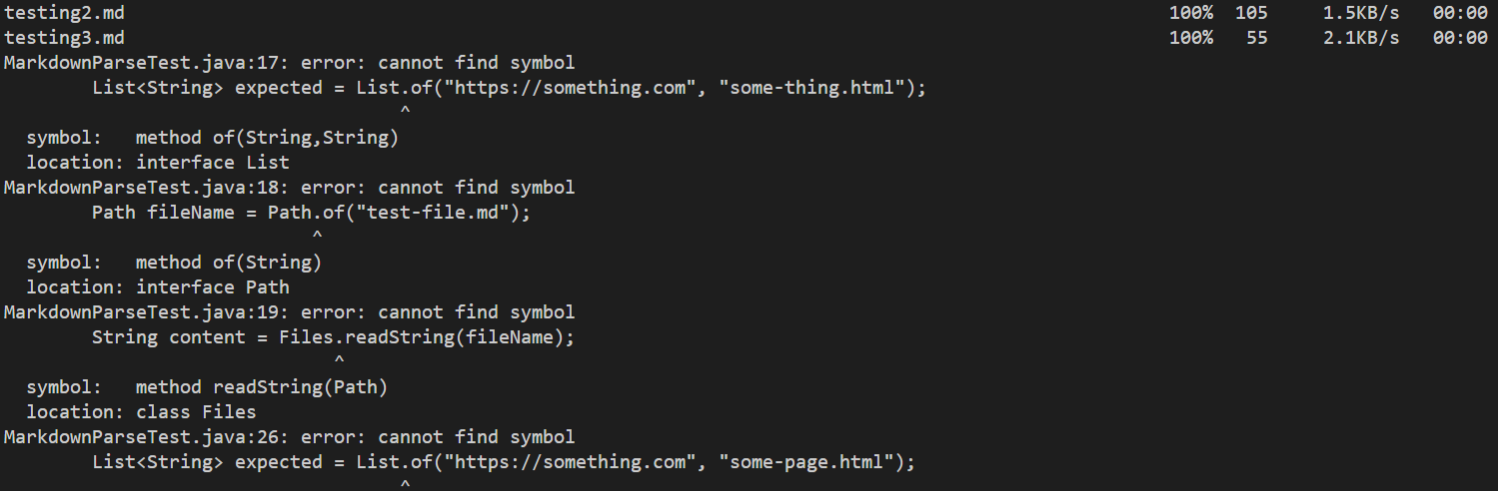 testing2.md 100% 105 1.5KB/s 00:00
testing3.md 100% 55 2.1KB/s 00:00
MarkdownParseTest.java:17: error: cannot find symbol
        List<String> expected = List.of("https://something.com", "some-thing.html");
                                    ^
  symbol:   method of(String,String)
  location: interface List
MarkdownParseTest.java:18: error: cannot find symbol
        Path fileName = Path.of("test-file.md");
                            ^
  symbol:   method of(String)
  location: interface Path
MarkdownParseTest.java:19: error: cannot find symbol
        String content = Files.readString(fileName);
                              ^
  symbol:   method readString(Path)
  location: class Files
MarkdownParseTest.java:26: error: cannot find symbol
        List<String> expected = List.of("https://something.com", "some-page.html");
                                    ^